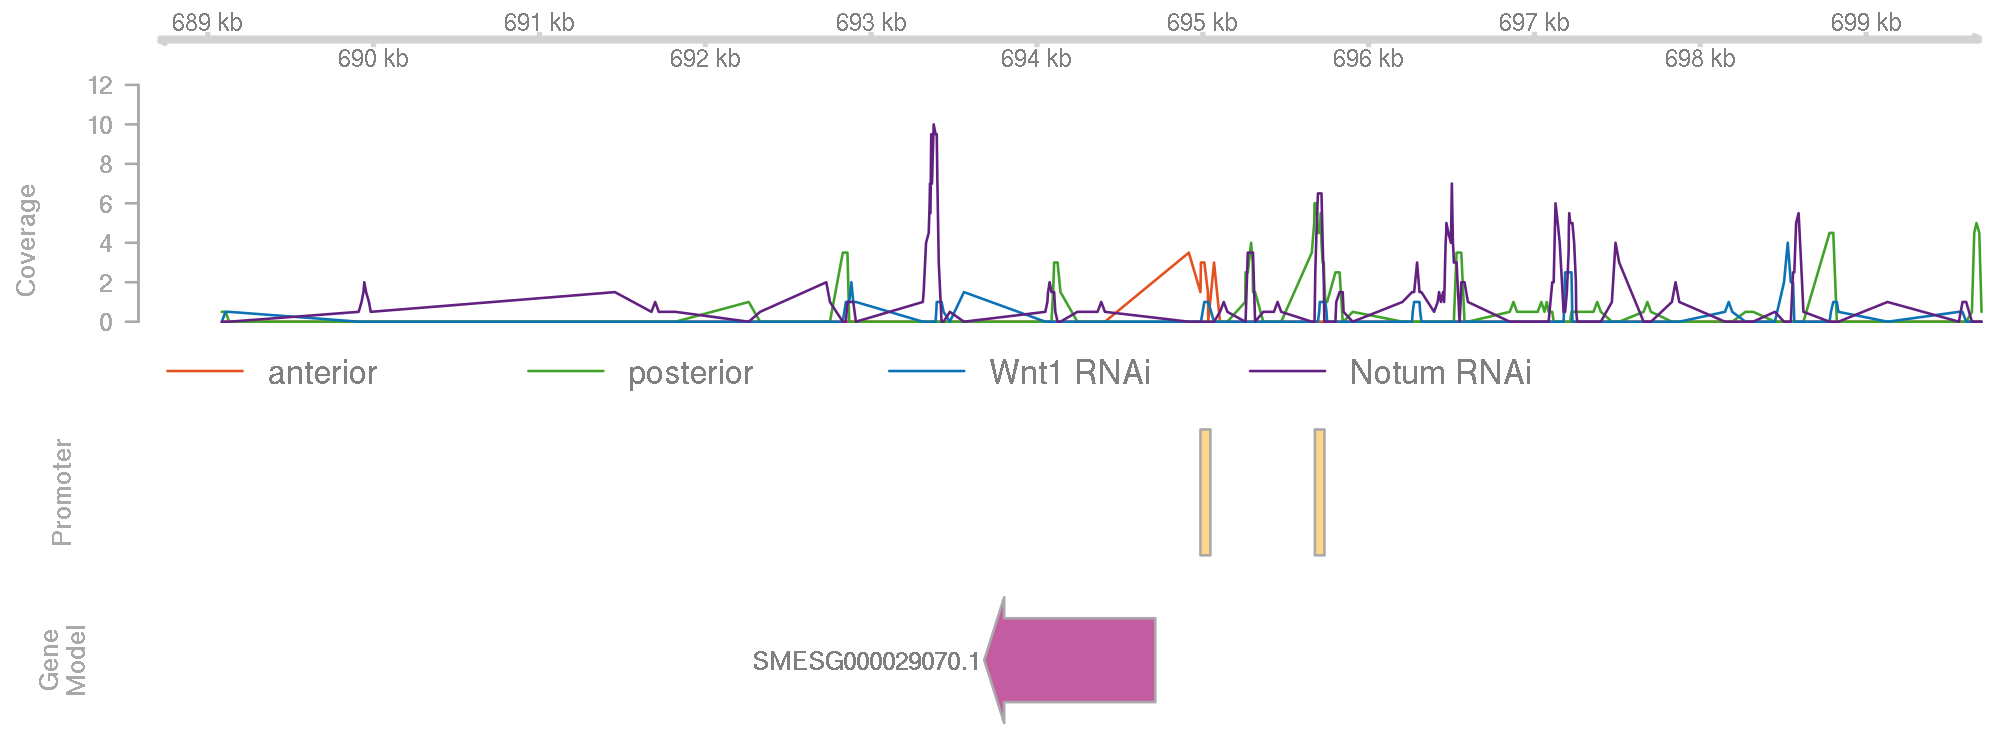 689 kb 691 kb 693 kb 695 kb 697 kb 699 kb
690 kb 692 kb 694 kb 696 kb 698 kb
Coverage
12
10
8
6
4
2
0
anterior posterior Wnt1 RNAi Notum RNAi
Promoter
Gene
Model
SMESG000029070.1